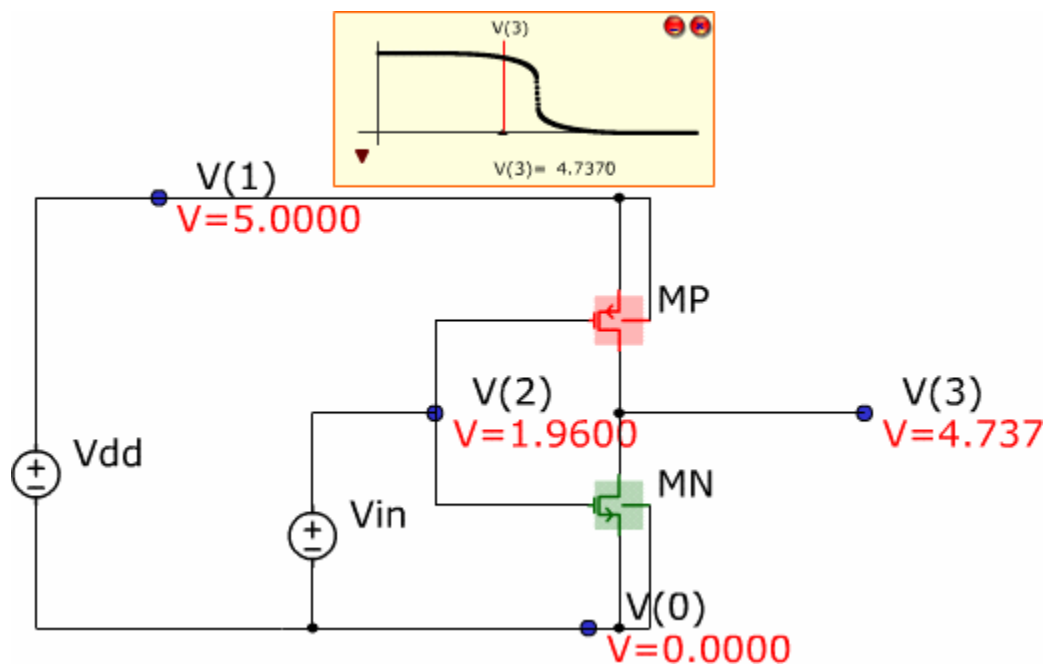 V(3)
V(3)= 4.7370
V(1)
V=5.0000
MP
V(2)
V=1.9600
V(3)
V=4.737
Vdd
MN
Vin
V(0)
V=0.0000